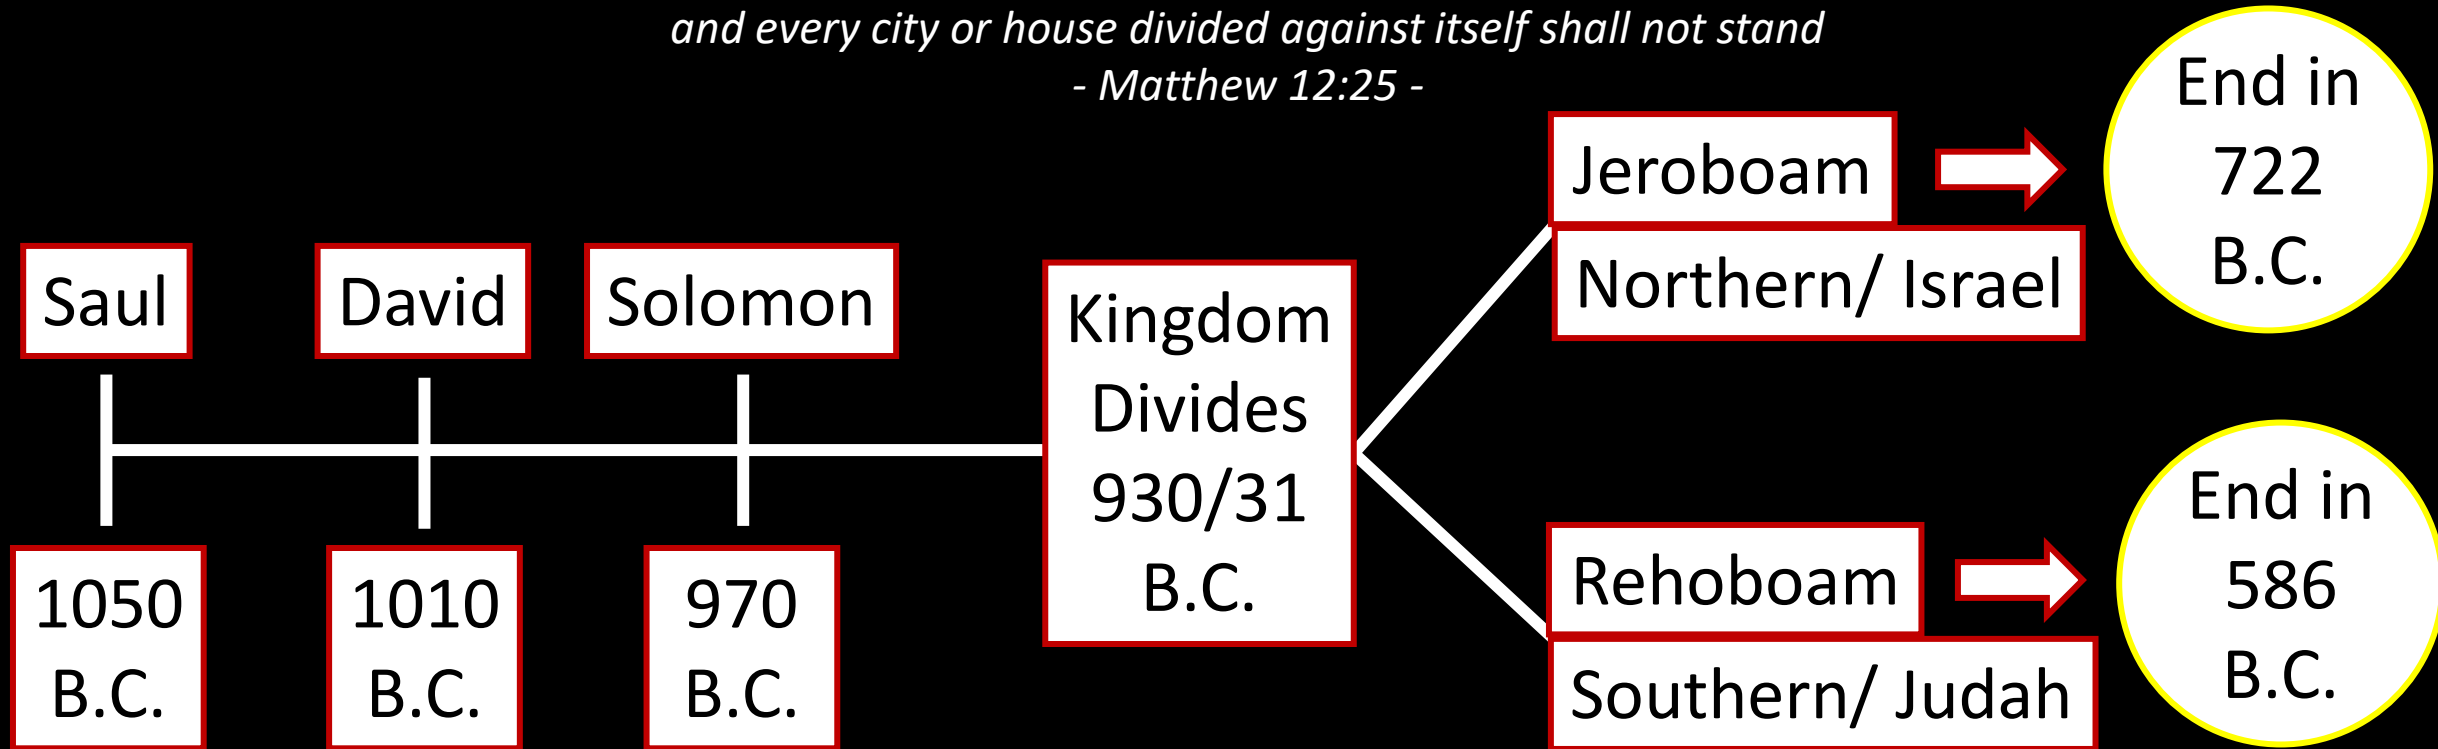 and every city or house divided against itself shall not stand
- Matthew 12:25 -
Saul
1050
B.C.
David
1010
B.C.
Solomon
970
B.C.
Kingdom
Divides
930/31
B.C.
Jeroboam
Northern/ Israel
End in
722
B.C.
Rehoboam
Southern/ Judah
End in
586
B.C.